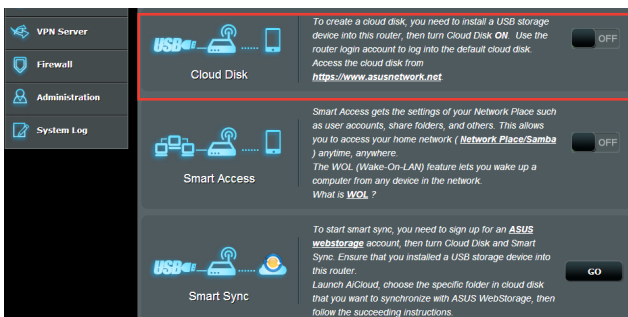 VPN Server
Firewall
Administration
System Log
USB
Cloud Disk
To create a cloud disk, you need to install a USB storage
device into this router, then turn Cloud Disk ON. Use the
router login account to log into the default cloud disk.
Access the cloud disk from
https://www.asusnetwork.net.
OFF
Smart Access
Smart Access gets the settings of your Network Place such
as user accounts, share folders, and others. This allows
you to access your home network ( Network Place/Samba
) anytime, anywhere.
The WOL (Wake-On-LAN) feature lets you wake up a
computer from any device in the network.
What is WOL ?
OFF
USB
Smart Sync
To start smart sync, you need to sign up for an ASUS
webstorage account, then turn Cloud Disk and Smart
Sync. Ensure that you installed a USB storage device into
this router.
Launch AiCloud, choose the specific folder in cloud disk
that you want to synchronize with ASUS WebStorage, then
follow the succeeding instructions.
GO